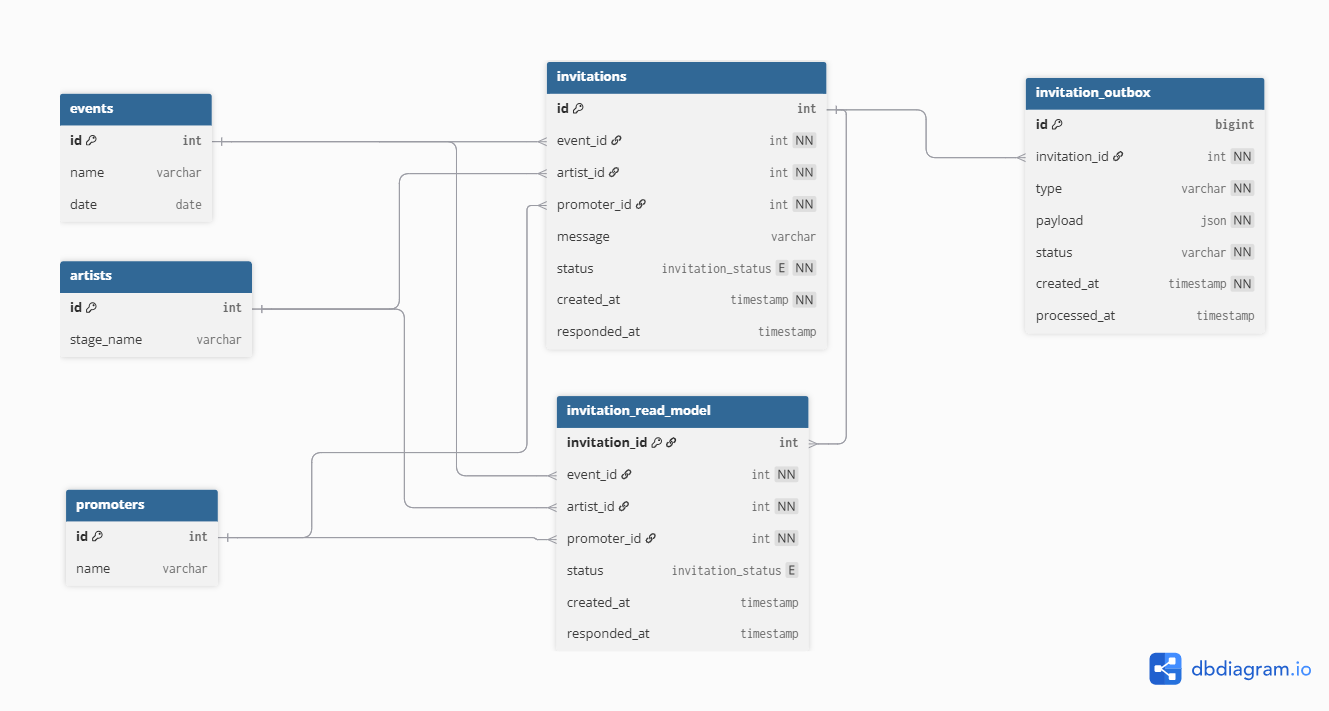 events
id int
name varchar
date date
artists
id int
stage_name varchar
promoters
id int
name varchar
invitations
id int
event_id int NN
artist_id int NN
promoter_id int NN
message varchar
status invitation_status E NN
created_at timestamp NN
responded_at timestamp
invitation_read_model
invitation_id int
event_id int NN
artist_id int NN
promoter_id int NN
status invitation_status E
created_at timestamp
responded_at timestamp
invitation_outbox
id bigint
invitation_id int NN
type varchar NN
payload json NN
status varchar NN
created_at timestamp NN
processed_at timestamp
dbdiagram.io